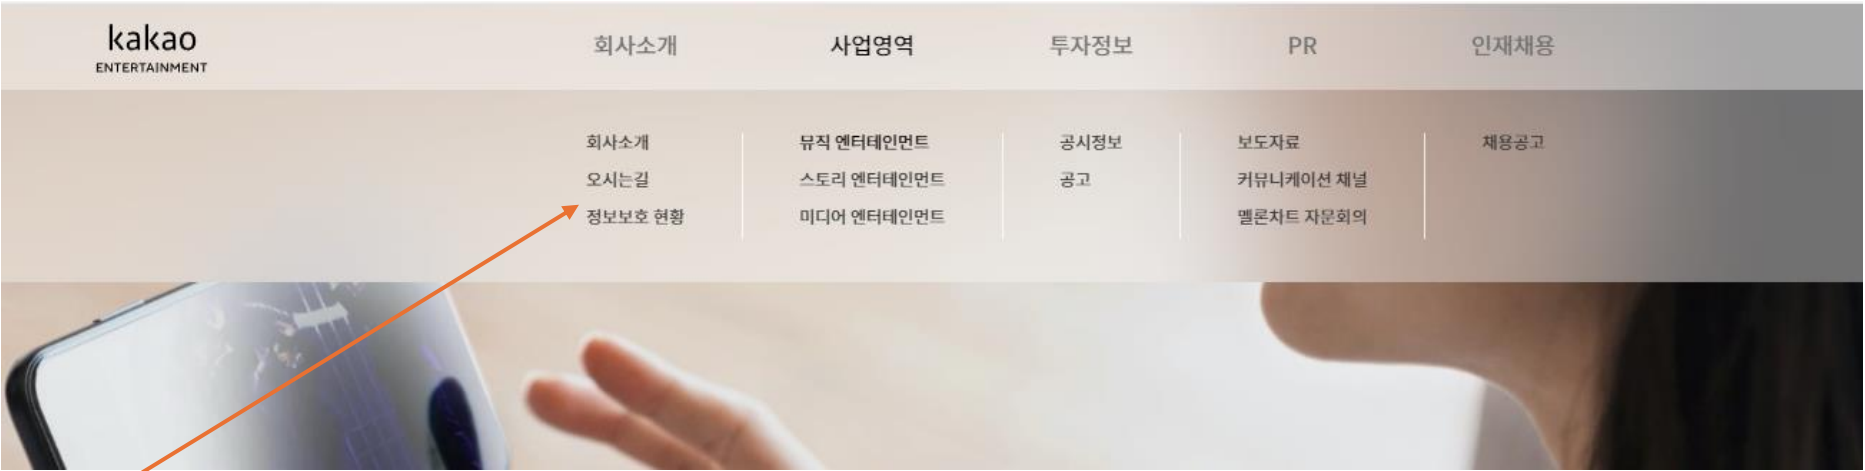 kakao
ENTERTAINMENT
회사소개 사업영역 투자정보 PR 인재채용
회사소개 뮤직 엔터테인먼트 공시정보 보도자료 채용공고
오시는길 스토리 엔터테인먼트 공고 커뮤니케이션 채널
정보보호 현황 미디어 엔터테인먼트 멜론차트 자문회의